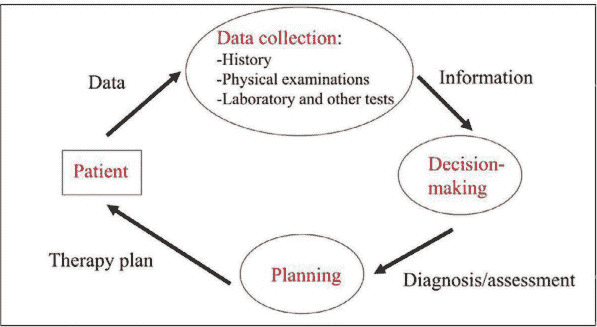 Data collection:
-History
-Physical examinations
-Laboratory and other tests
Data
Information
Patient
Decision-
making
Therapy plan
Planning
Diagnosis/assessment